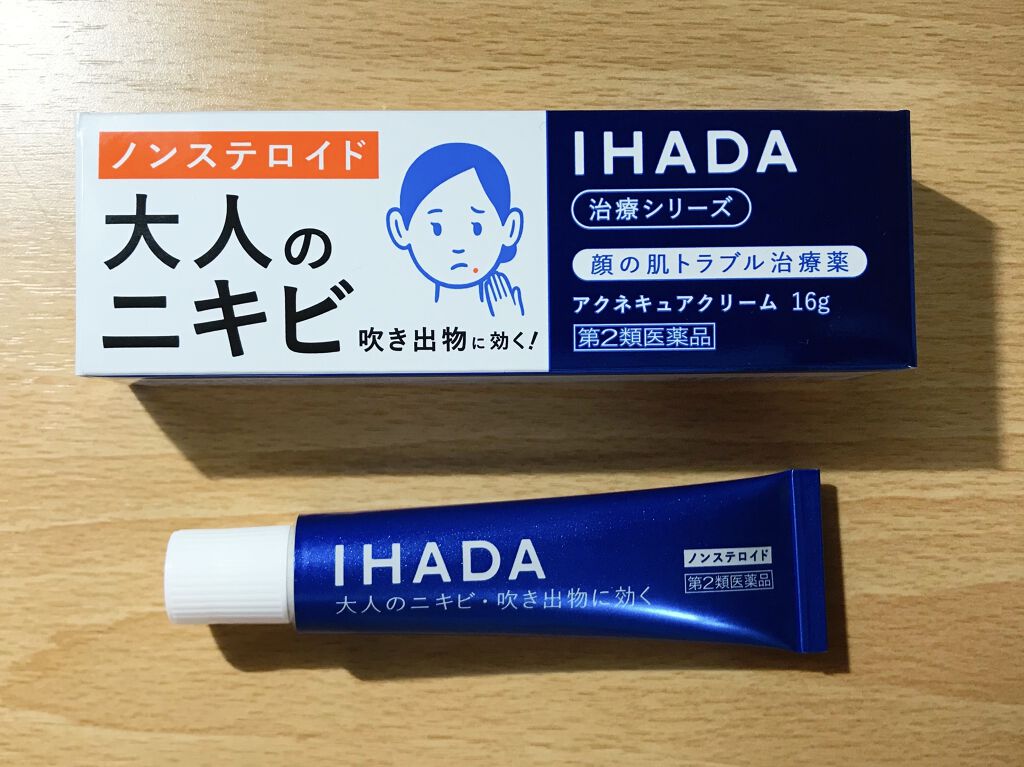 ノンステロイド
大人の
ニキビ 吹き出物に効く!
IHADA
治療シリーズ
顔の肌トラブル治療薬
アクネキュアクリーム 16g
第2類医薬品
IHADA
大人のニキビ・吹き出物に効く
ノンステロイド
第2類医薬品